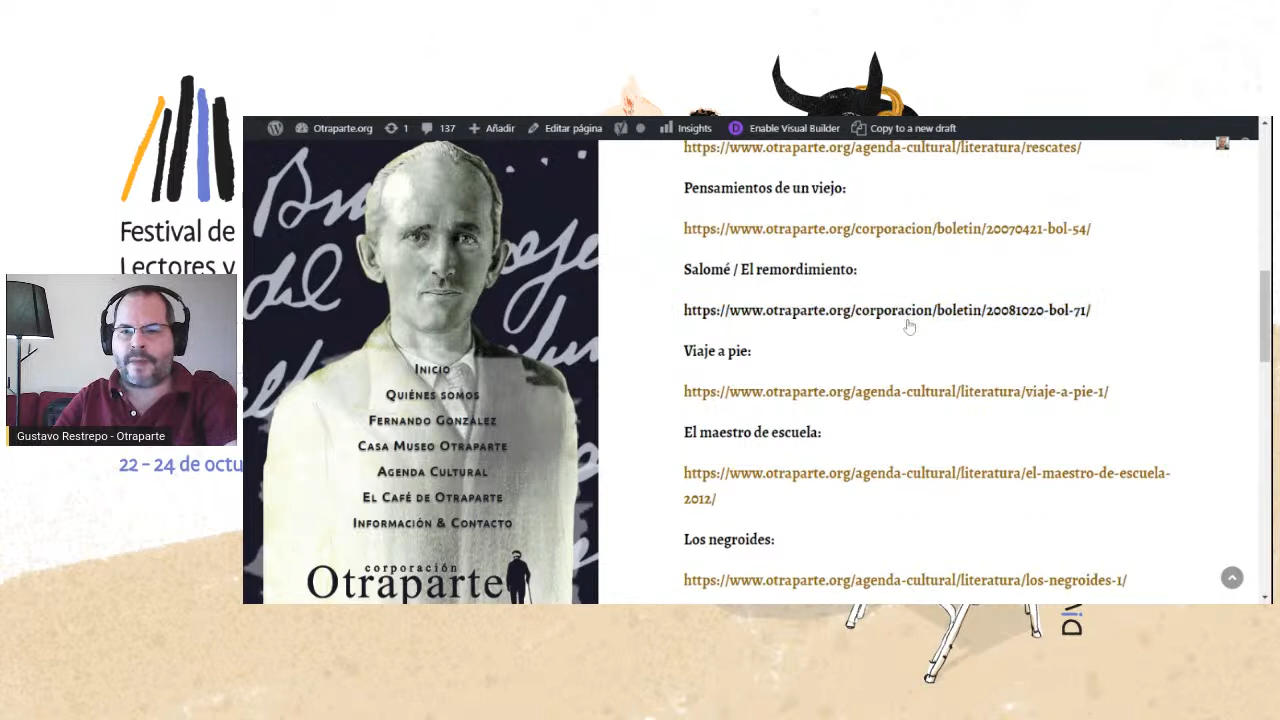 Otraparte.org 1 137 Añadir Editar página Insights Enable Visual Builder Copy to a new draft
https://www.otraparte.org/agenda-cultural/literatura/rescates/
Pensamientos de un viejo:
https://www.otraparte.org/corporacion/boletin/20070421-bol-54/
Salomé / El remordimiento:
https://www.otraparte.org/corporacion/boletin/20081020-bol-71/
Viaje a pie:
https://www.otraparte.org/agenda-cultural/literatura/viaje-a-pie-1/
El maestro de escuela:
https://www.otraparte.org/agenda-cultural/literatura/el-maestro-de-escuela-
2012/
Los negroides:
https://www.otraparte.org/agenda-cultural/literatura/los-negroides-1/
Inicio
Quiénes somos
Fernando González
Casa Museo Otraparte
Agenda Cultural
El Café de Otraparte
Información & Contacto
corporación
Otraparte
Festival de
Lectores y
Gustavo Restrepo - Otraparte
22 - 24 de octu